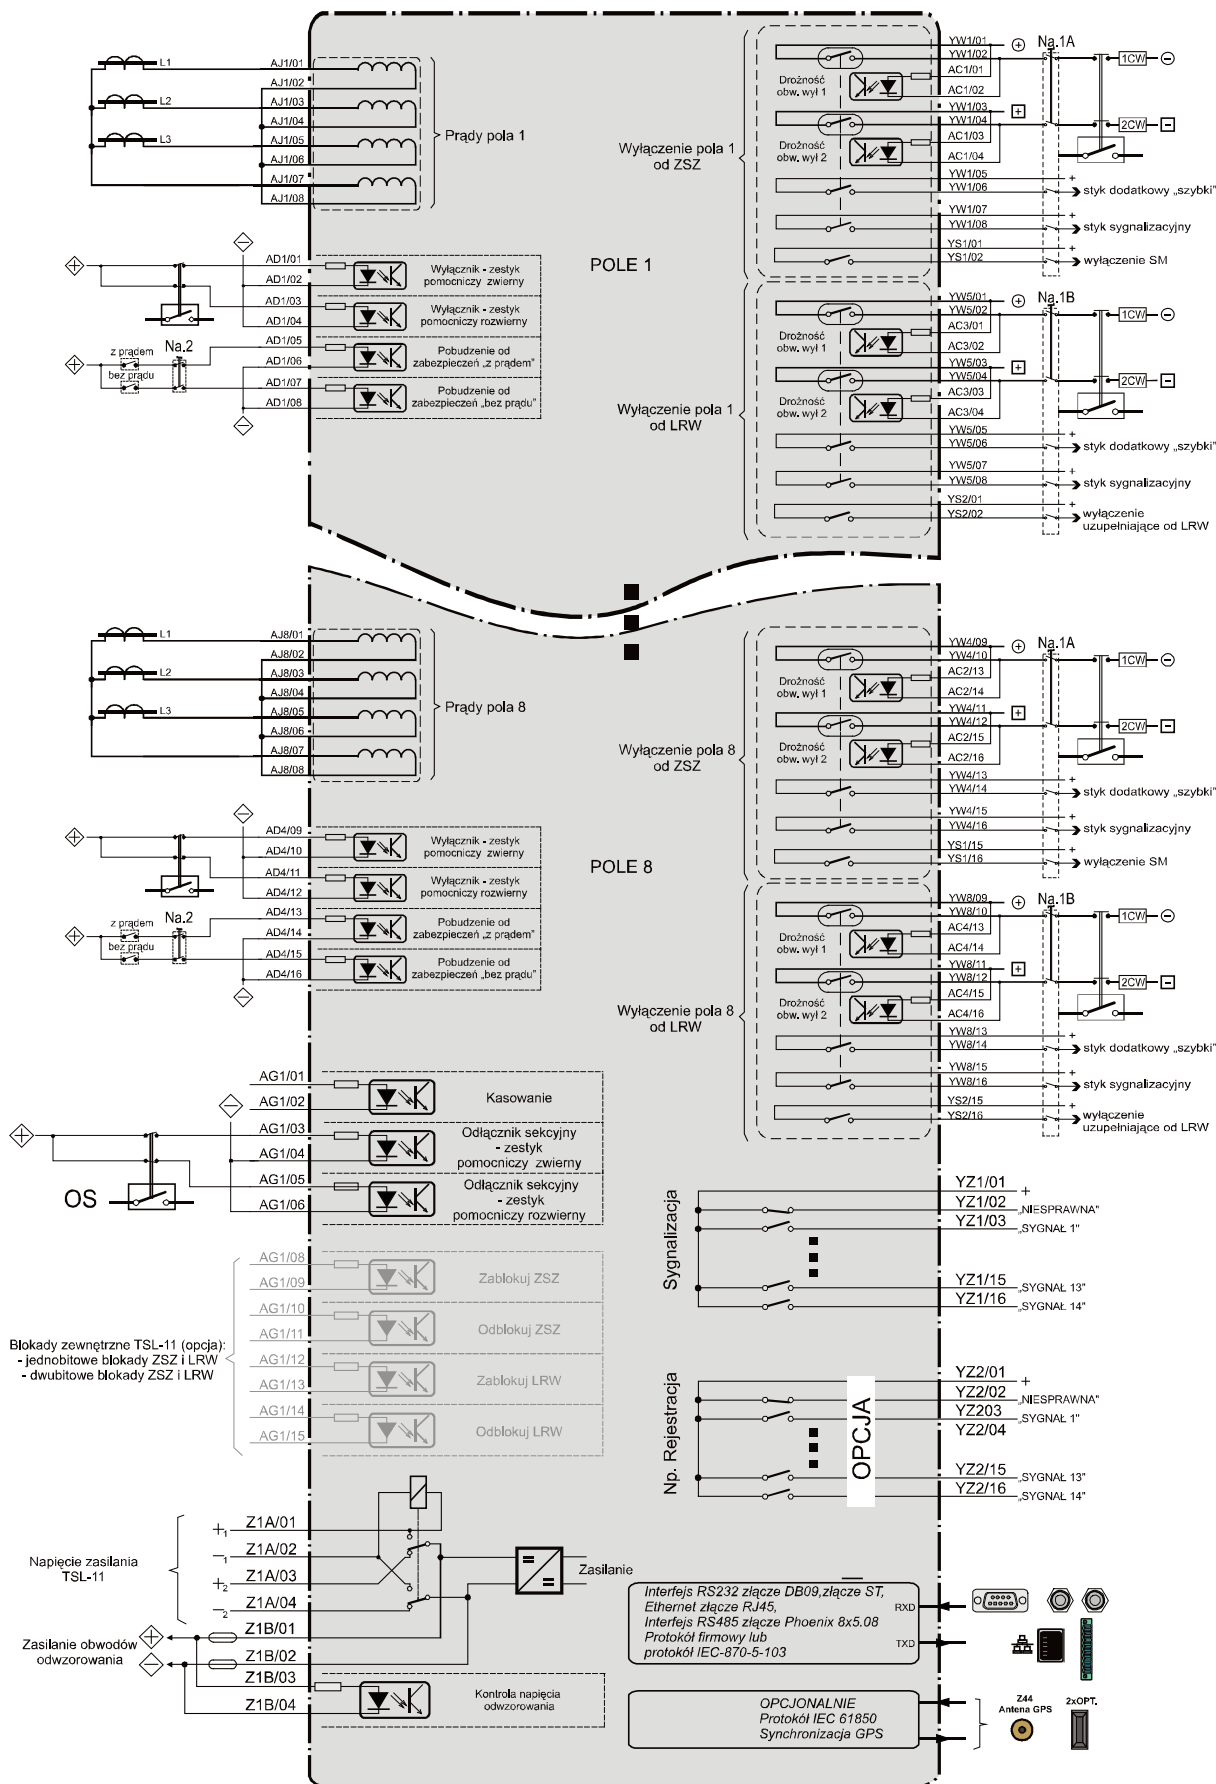 L1
L2
L3
AJ1/01
AJ1/02
AJ1/03
AJ1/04
AJ1/05
AJ1/06
AJ1/07
AJ1/08
Prądy pola 1
AD1/01
AD1/02
AD1/03
AD1/04
AD1/05
AD1/06
AD1/07
AD1/08
z prądem
bez prądu
Na.2
Wyłącznik - zestyk
pomocniczy zwierny
Wyłącznik - zestyk
pomocniczy rozwierny
Pobudzenie od
zabezpieczeń „z prądem”
Pobudzenie od
zabezpieczeń „bez prądu”
POLE 1
Wyłączenie pola 1
od ZSZ
Drożność
obw. wył 1
Drożność
obw. wył 2
YW1/01
YW1/02
AC1/01
AC1/02
YW1/03
YW1/04
AC1/03
AC1/04
YW1/05
YW1/06
YW1/07
YW1/08
YS1/01
YS1/02
Na.1A
1CW
2CW
+
styk dodatkowy „szybki”
+
styk sygnalizacyjny
+
wyłączenie SM
Wyłączenie pola 1
od LRW
Drożność
obw. wył 1
Drożność
obw. wył 2
YW5/01
YW5/02
AC3/01
AC3/02
YW5/03
YW5/04
AC3/03
AC3/04
YW5/05
YW5/06
YW5/07
YW5/08
YS2/01
YS2/02
Na.1B
1CW
2CW
+
styk dodatkowy „szybki”
+
styk sygnalizacyjny
+
wyłączenie
uzupełniające od LRW
L1
L2
L3
AJ8/01
AJ8/02
AJ8/03
AJ8/04
AJ8/05
AJ8/06
AJ8/07
AJ8/08
Prądy pola 8
AD4/09
AD4/10
AD4/11
AD4/12
AD4/13
AD4/14
AD4/15
AD4/16
z prądem
bez prądu
Na.2
Wyłącznik - zestyk
pomocniczy zwierny
Wyłącznik - zestyk
pomocniczy rozwierny
Pobudzenie od
zabezpieczeń „z prądem”
Pobudzenie od
zabezpieczeń „bez prądu”
POLE 8
Wyłączenie pola 8
od ZSZ
Drożność
obw. wył 1
Drożność
obw. wył 2
YW4/09
YW4/10
AC2/13
AC2/14
YW4/11
YW4/12
AC2/15
AC2/16
YW4/13
YW4/14
YW4/15
YW4/16
YS1/15
YS1/16
Na.1A
1CW
2CW
+
styk dodatkowy „szybki”
+
styk sygnalizacyjny
+
wyłączenie SM
Wyłączenie pola 8
od LRW
Drożność
obw. wył 1
Drożność
obw. wył 2
YW8/09
YW8/10
AC4/13
AC4/14
YW8/11
YW8/12
AC4/15
AC4/16
YW8/13
YW8/14
YW8/15
YW8/16
YS2/15
YS2/16
Na.1B
1CW
2CW
+
styk dodatkowy „szybki”
+
styk sygnalizacyjny
+
wyłączenie
uzupełniające od LRW
AG1/01
AG1/02
AG1/03
AG1/04
AG1/05
AG1/06
OS
Kasowanie
Odłącznik sekcyjny
- zestyk
pomocniczy zwierny
Odłącznik sekcyjny
- zestyk
pomocniczy rozwierny
Blokady zewnętrzne TSL-11 (opcja):
- jednobitowe blokady ZSZ i LRW
- dwubitowe blokady ZSZ i LRW
AG1/08
AG1/09
AG1/10
AG1/11
AG1/12
AG1/13
AG1/14
AG1/15
Zablokuj ZSZ
Odblokuj ZSZ
Zablokuj LRW
Odblokuj LRW
Sygnalizacja
YZ1/01
YZ1/02
YZ1/03
YZ1/15
YZ1/16
+
„NIESPRAWNA”
„SYGNAŁ 1”
„SYGNAŁ 13”
„SYGNAŁ 14”
Np. Rejestracja
OPCJA
YZ2/01
YZ2/02
YZ203
YZ2/04
YZ2/15
YZ2/16
+
„NIESPRAWNA”
„SYGNAŁ 1”
„SYGNAŁ 13”
„SYGNAŁ 14”
Napięcie zasilania
TSL-11
+1 Z1A/01
−1 Z1A/02
+2 Z1A/03
−2 Z1A/04
Zasilanie obwodów
odwzorowania
Z1B/01
Z1B/02
Z1B/03
Z1B/04
Zasilanie
Kontrola napięcia
odwzorowania
Interfejs RS232 złącze DB09,złącze ST,
Ethernet złącze RJ45,
Interfejs RS485 złącze Phoenix 8x5.08
Protokół firmowy lub
protokół IEC-870-5-103
RXD
TXD
OPCJONALNIE
Protokół IEC 61850
Synchronizacja GPS
Z44
Antena GPS
2xOPT.